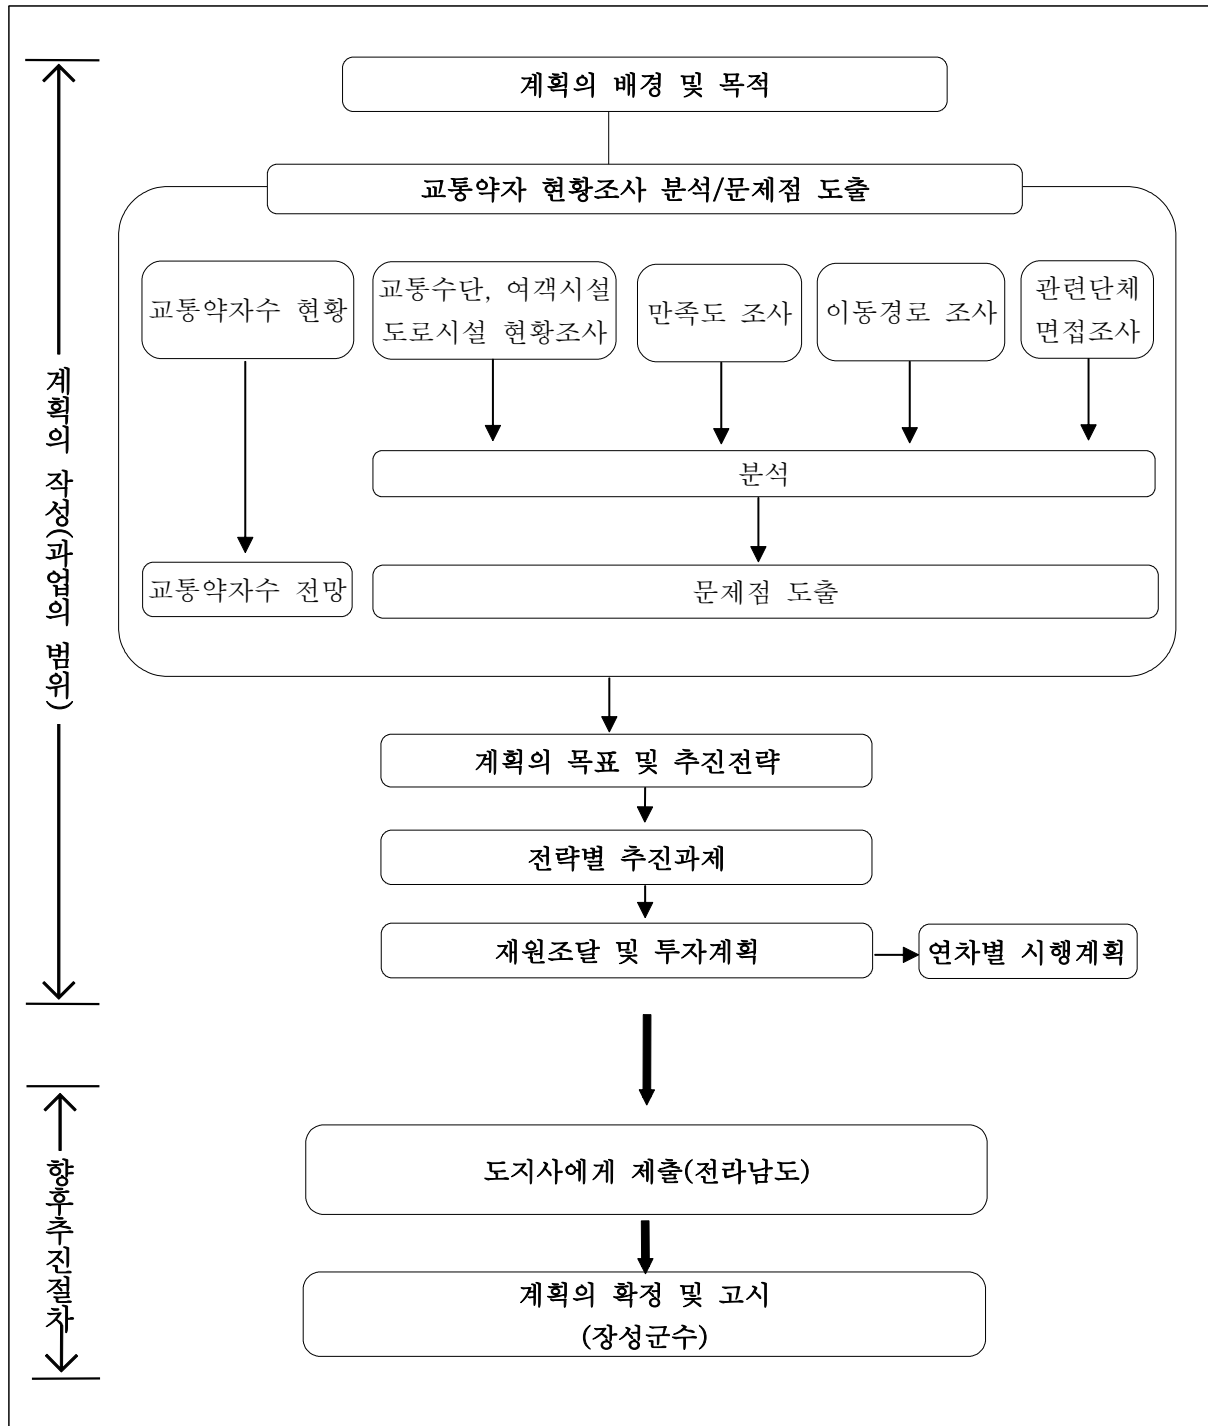 계획의 배경 및 목적
교통약자 현황조사 분석/문제점 도출
교통약자수 현황
교통수단, 여객시설
도로시설 현황조사
만족도 조사
이동경로 조사
관련단체
면접조사
분석
교통약자수 전망
문제점 도출
계획의 작성(과업의 범위)
계획의 목표 및 추진전략
전략별 추진과제
재원조달 및 투자계획
연차별 시행계획
향후추진절차
도지사에게 제출(전라남도)
계획의 확정 및 고시
(장성군수)